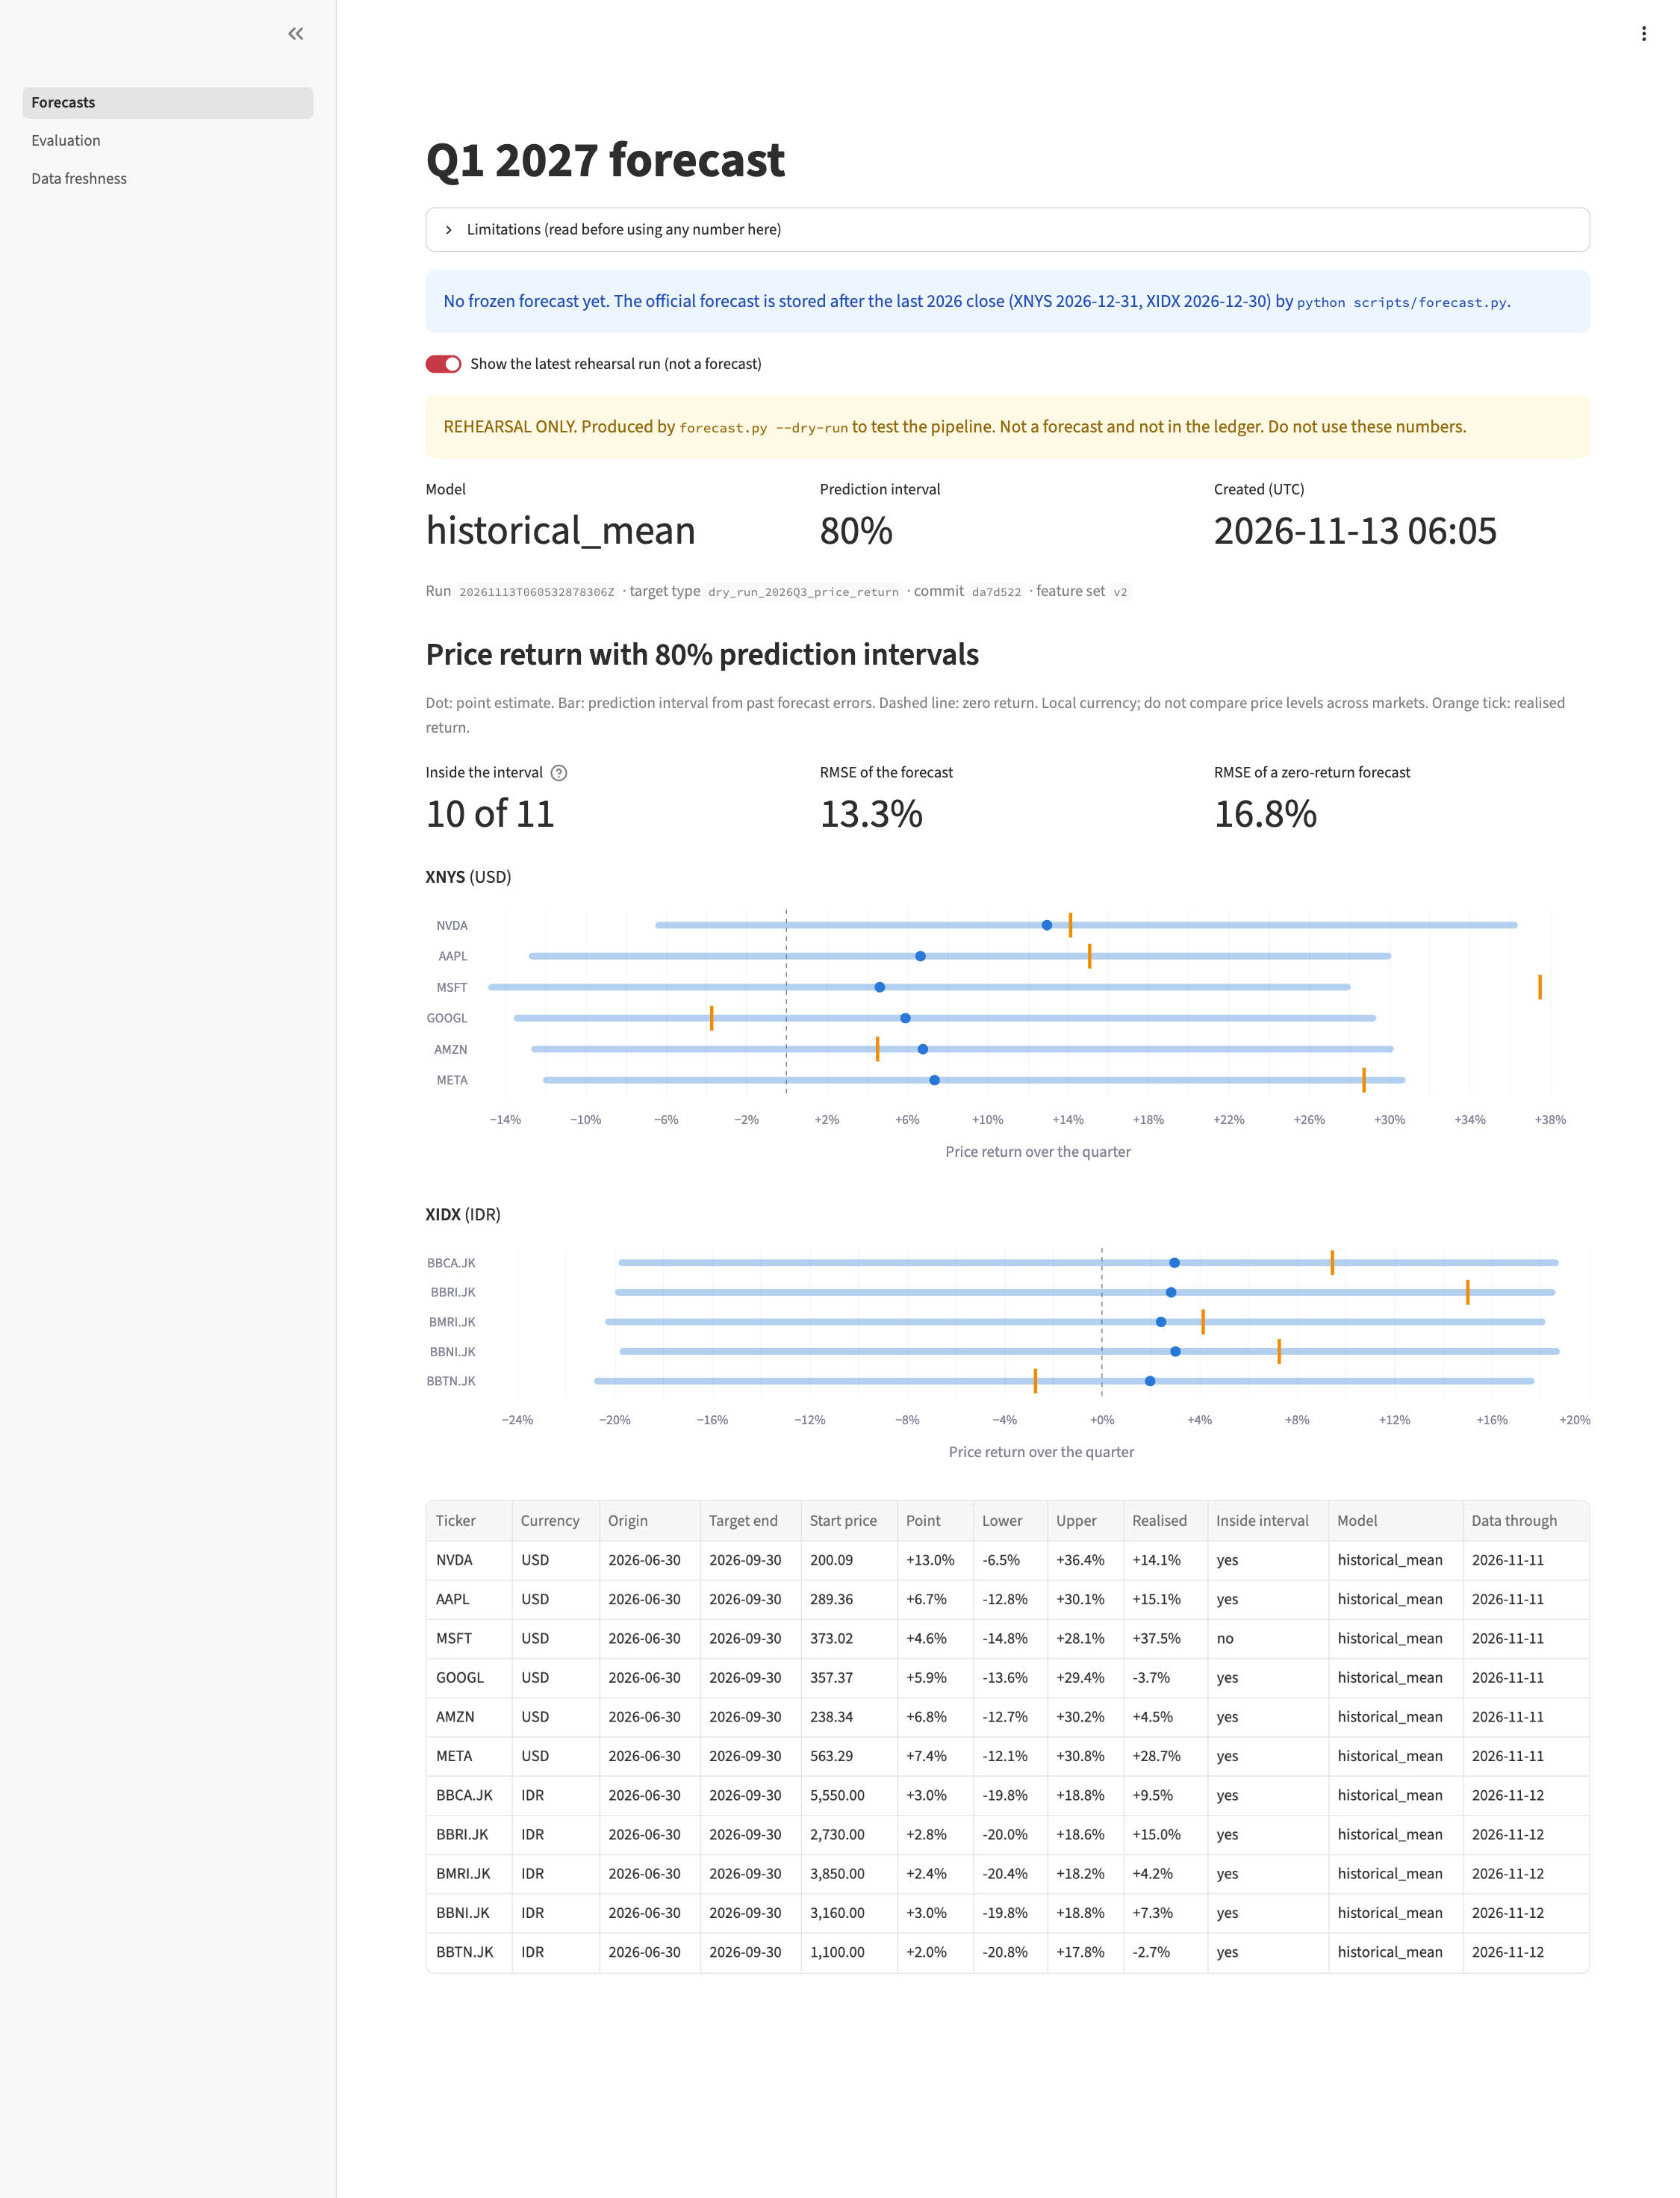 Forecasts
Evaluation
Data freshness
Q1 2027 forecast
Limitations (read before using any number here)
No frozen forecast yet. The official forecast is stored after the last 2026 close (XNYS 2026-12-31, XIDX 2026-12-30) by python scripts/forecast.py.
Show the latest rehearsal run (not a forecast)
REHEARSAL ONLY. Produced by forecast.py --dry-run to test the pipeline. Not a forecast and not in the ledger. Do not use these numbers.
Model Prediction interval Created (UTC)
historical_mean 80% 2026-11-13 06:05
Run 20261113T060532878306Z · target type dry_run_2026Q3_price_return · commit da7d522 · feature set v2
Price return with 80% prediction intervals
Dot: point estimate. Bar: prediction interval from past forecast errors. Dashed line: zero return. Local currency; do not compare price levels across markets. Orange tick: realised
return.
Inside the interval RMSE of the forecast RMSE of a zero-return forecast
10 of 11 13.3% 16.8%
XNYS (USD)
NVDA
AAPL
MSFT
GOOGL
AMZN
META
−14% −10% −6% −2% +2% +6% +10% +14% +18% +22% +26% +30% +34% +38%
Price return over the quarter
XIDX (IDR)
BBCA.JK
BBRI.JK
BMRI.JK
BBNI.JK
BBTN.JK
−24% −20% −16% −12% −8% −4% +0% +4% +8% +12% +16% +20%
Price return over the quarter
Ticker Currency Origin Target end Start price Point Lower Upper Realised Inside interval Model Data through
NVDA USD 2026-06-30 2026-09-30 200.09 +13.0% -6.5% +36.4% +14.1% yes historical_mean 2026-11-11
AAPL USD 2026-06-30 2026-09-30 289.36 +6.7% -12.8% +30.1% +15.1% yes historical_mean 2026-11-11
MSFT USD 2026-06-30 2026-09-30 373.02 +4.6% -14.8% +28.1% +37.5% no historical_mean 2026-11-11
GOOGL USD 2026-06-30 2026-09-30 357.37 +5.9% -13.6% +29.4% -3.7% yes historical_mean 2026-11-11
AMZN USD 2026-06-30 2026-09-30 238.34 +6.8% -12.7% +30.2% +4.5% yes historical_mean 2026-11-11
META USD 2026-06-30 2026-09-30 563.29 +7.4% -12.1% +30.8% +28.7% yes historical_mean 2026-11-11
BBCA.JK IDR 2026-06-30 2026-09-30 5,550.00 +3.0% -19.8% +18.8% +9.5% yes historical_mean 2026-11-12
BBRI.JK IDR 2026-06-30 2026-09-30 2,730.00 +2.8% -20.0% +18.6% +15.0% yes historical_mean 2026-11-12
BMRI.JK IDR 2026-06-30 2026-09-30 3,850.00 +2.4% -20.4% +18.2% +4.2% yes historical_mean 2026-11-12
BBNI.JK IDR 2026-06-30 2026-09-30 3,160.00 +3.0% -19.8% +18.8% +7.3% yes historical_mean 2026-11-12
BBTN.JK IDR 2026-06-30 2026-09-30 1,100.00 +2.0% -20.8% +17.8% -2.7% yes historical_mean 2026-11-12